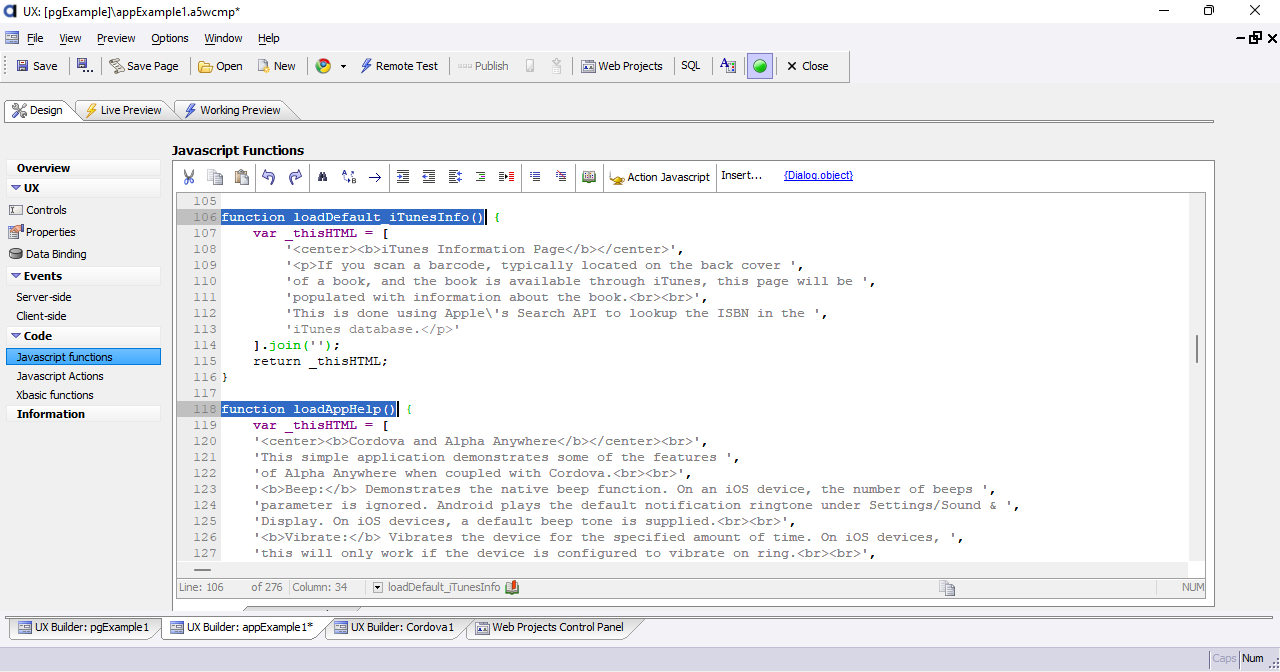 UX: [pgExample]\appExample1.a5wcmp*
File View Preview Options Window Help
Save Save Page Open New Remote Test Publish Web Projects SQL Close
Design Live Preview Working Preview
Javascript Functions
Overview
UX
Controls
Properties
Data Binding
Events
Server-side
Client-side
Code
Javascript functions
Javascript Actions
Xbasic functions
Information
Action Javascript Insert... {Dialog.object}
105
106 function loadDefault_iTunesInfo() {
107 var _thisHTML = [
108 '<center><b>iTunes Information Page</b></center>',
109 '<p>If you scan a barcode, typically located on the back cover ',
110 'of a book, and the book is available through iTunes, this page will be ',
111 'populated with information about the book.<br><br>',
112 'This is done using Apple\'s Search API to lookup the ISBN in the ',
113 'iTunes database.</p>'
114 ].join('');
115 return _thisHTML;
116 }
117
118 function loadAppHelp() {
119 var _thisHTML = [
120 '<center><b>Cordova and Alpha Anywhere</b></center><br>',
121 'This simple application demonstrates some of the features ',
122 'of Alpha Anywhere when coupled with Cordova.<br><br>',
123 '<b>Beep:</b> Demonstrates the native beep function. On an iOS device, the number of beeps ',
124 'parameter is ignored. Android plays the default notification ringtone under Settings/Sound & ',
125 'Display. On iOS devices, a default beep tone is supplied.<br><br>',
126 '<b>Vibrate:</b> Vibrates the device for the specified amount of time. On iOS devices, ',
127 'this will only work if the device is configured to vibrate on ring.<br><br>',
Line: 106 of 276 Column: 34 loadDefault_iTunesInfo NUM
UX Builder: pgExample1 UX Builder: appExample1* UX Builder: Cordova1 Web Projects Control Panel
Caps Num